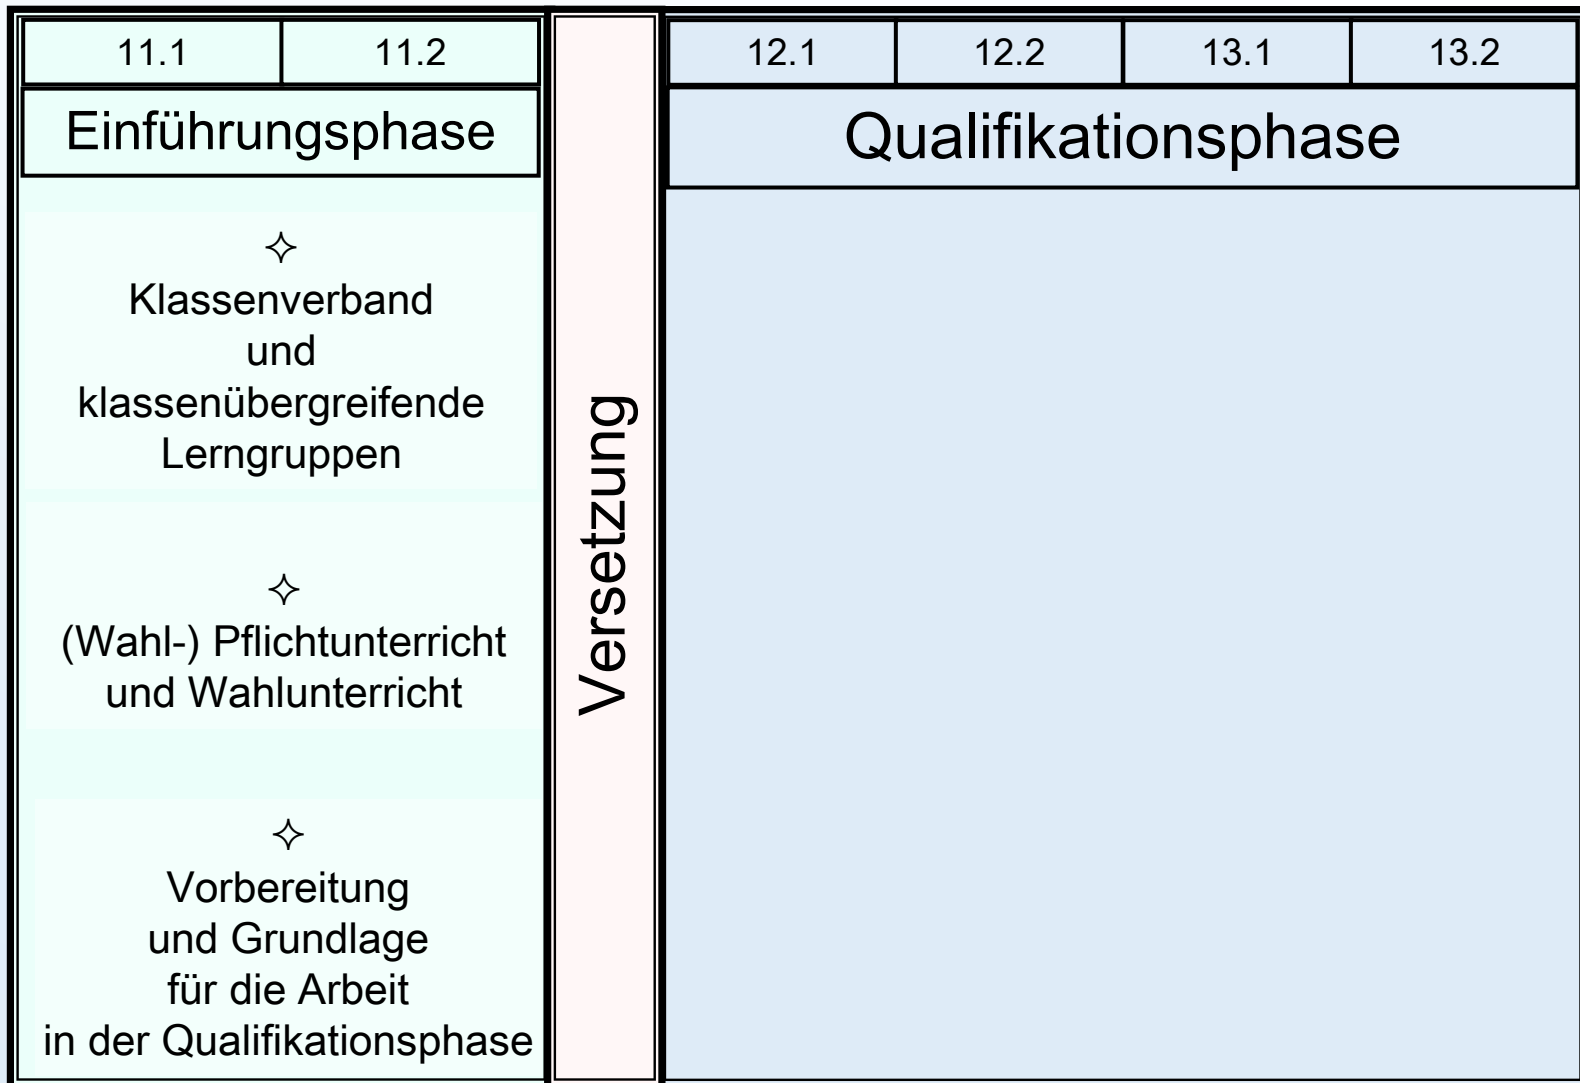 11.1 11.2
Einführungsphase
✧
Klassenverband
und
klassenübergreifende
Lerngruppen
✧
(Wahl-) Pflichtunterricht
und Wahlunterricht
✧
Vorbereitung
und Grundlage
für die Arbeit
in der Qualifikationsphase
Versetzung
12.1 12.2 13.1 13.2
Qualifikationsphase